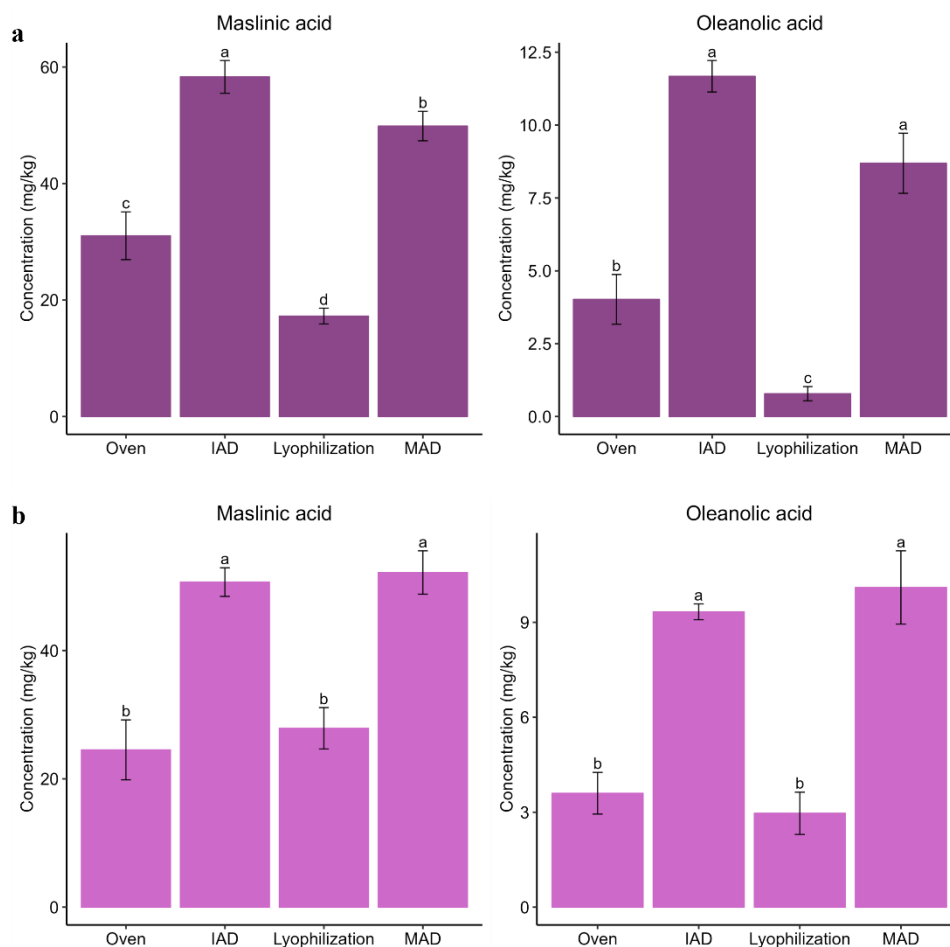 a
Maslinic acid
Concentration (mg/kg)
60
40
20
0
a
b
c
d
Oven IAD Lyophilization MAD
Oleanolic acid
Concentration (mg/kg)
12.5
10.0
7.5
5.0
2.5
0.0
a
a
b
c
Oven IAD Lyophilization MAD
b
Maslinic acid
Concentration (mg/kg)
40
20
0
a
a
b
b
Oven IAD Lyophilization MAD
Oleanolic acid
Concentration (mg/kg)
9
6
3
0
a
a
b
b
Oven IAD Lyophilization MAD